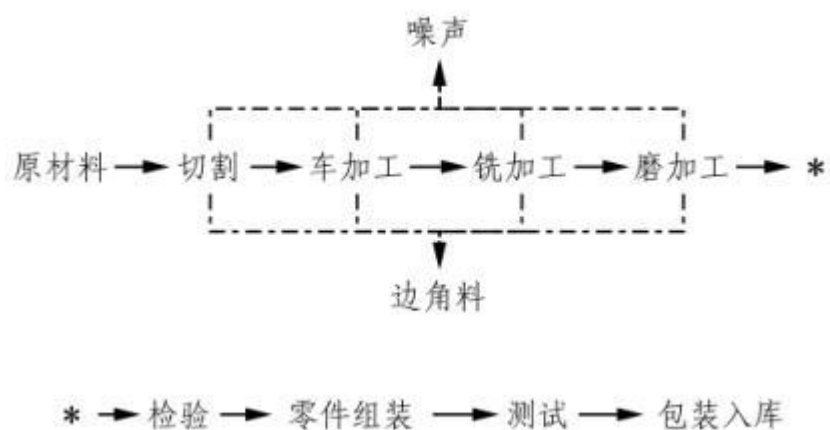 噪声
原材料 切割 车加工 铣加工 磨加工 *
边角料
* 检验 零件组装 测试 包装入库